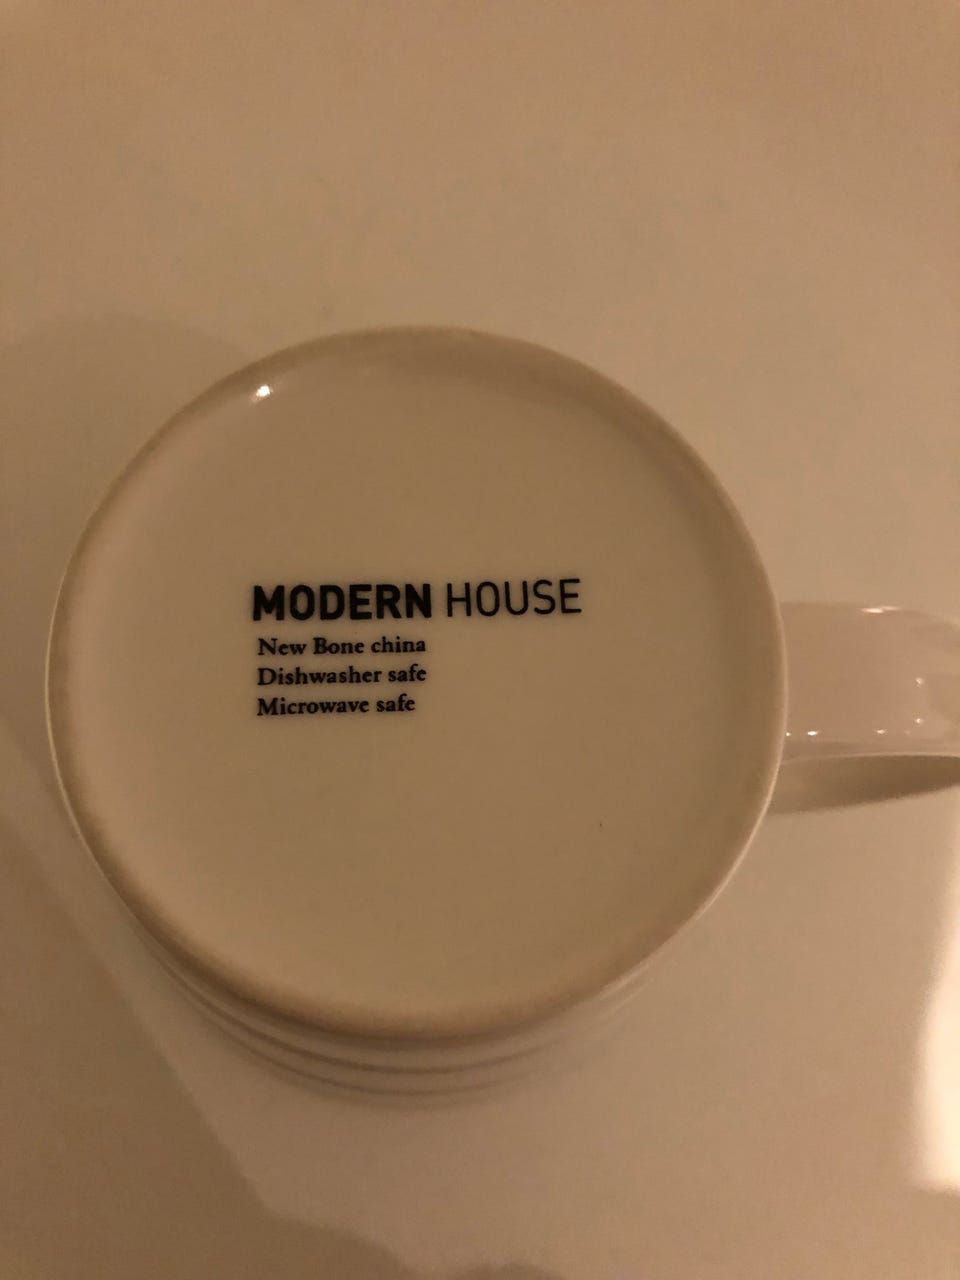 MODERN HOUSE
New Bone china
Dishwasher safe
Microwave safe